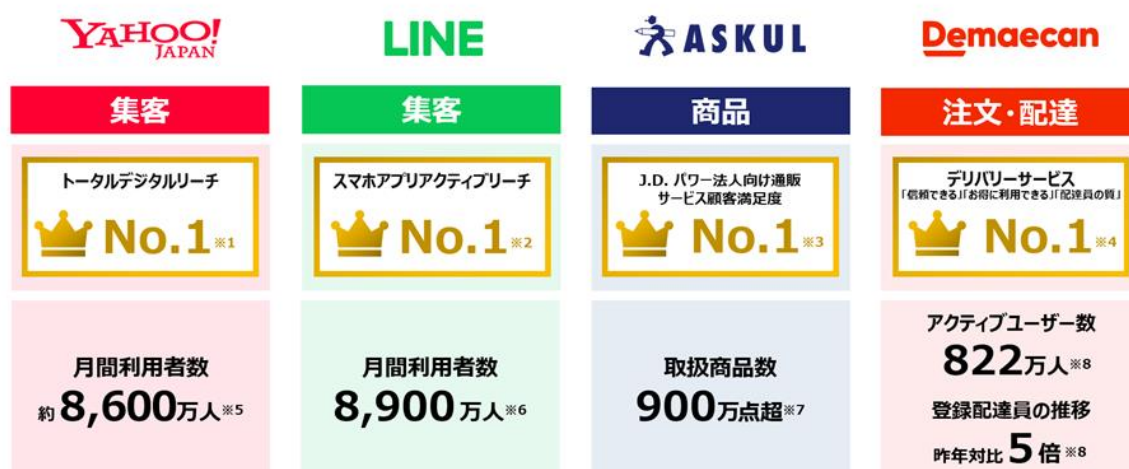 YAHOO!
JAPAN
集客
トータルデジタルリーチ
No.1※1
月間利用者数
約8,600万人※5
LINE
集客
スマホアプリアクティブリーチ
No.1※2
月間利用者数
8,900万人※6
ASKUL
商品
J.D. パワー法人向け通販
サービス顧客満足度
No.1※3
取扱商品数
900万点超※7
Demaecan
注文・配達
デリバリーサービス
「信頼できる」「お得に利用できる」「配達員の質」
No.1※4
アクティブユーザー数
822万人※8
登録配達員の推移
昨年対比5倍※8